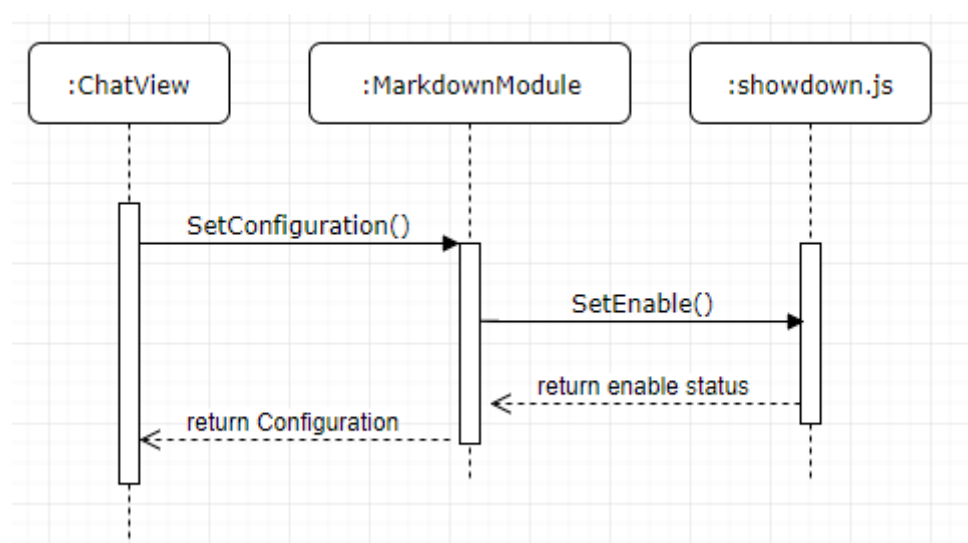 :ChatView
:MarkdownModule
:showdown.js
SetConfiguration()
SetEnable()
return enable status
return Configuration